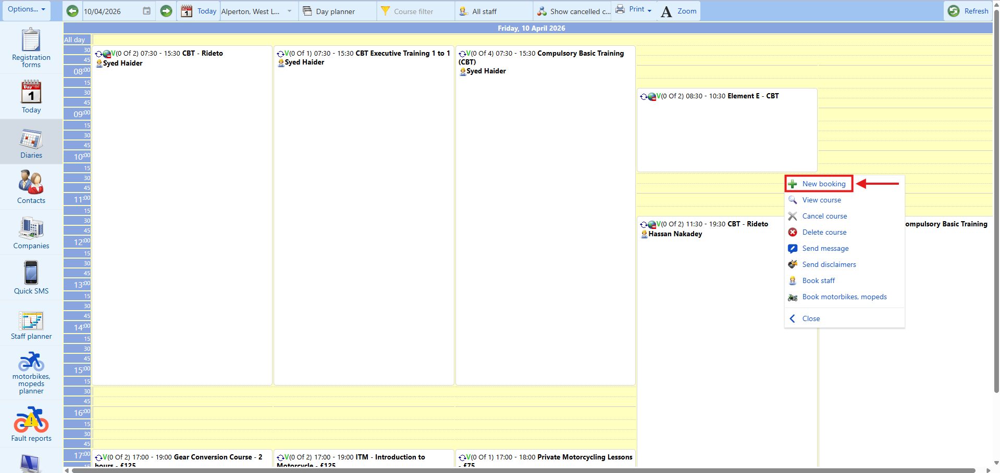 Options...
10/04/2026
Today
Alperton, West L...
Day planner
Course filter
All staff
Show cancelled c...
Print
Zoom
Refresh
Registration
forms
Today
Diaries
Contacts
Companies
Quick SMS
Staff planner
motorbikes,
mopeds
planner
Fault reports
Friday, 10 April 2026
All day
30
45
08:00
15
30
45
09:00
15
30
45
10:00
15
30
45
11:00
15
30
45
12:00
15
30
45
13:00
15
30
45
14:00
15
30
45
15:00
15
30
45
16:00
15
30
45
17:00
15
V(0 Of 2) 07:30 - 15:30 CBT - Rideto
Syed Haider
V(0 Of 1) 07:30 - 15:30 CBT Executive Training 1 to 1
Syed Haider
V(0 Of 4) 07:30 - 15:30 Compulsory Basic Training
(CBT)
Syed Haider
V(0 Of 2) 08:30 - 10:30 Element E - CBT
V(0 Of 2) 11:30 - 19:30 CBT - Rideto
Hassan Nakadey
ompulsory Basic Training
New booking
View course
Cancel course
Delete course
Send message
Send disclaimers
Book staff
Book motorbikes, mopeds
Close
V(0 Of 2) 17:00 - 19:00 Gear Conversion Course - 2
hours - £125
V(0 Of 2) 17:00 - 19:00 ITM - Introduction to
Motorcycle - £125
V(0 Of 1) 17:00 - 18:00 Private Motorcycling Lessons
- £75